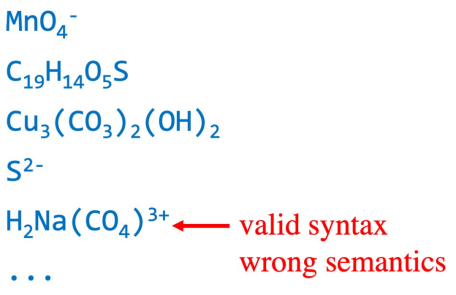 MnO₄⁻
C₁₉H₁₄O₅S
Cu₃(CO₃)₂(OH)₂
S²⁻
H₂Na(CO₄)³⁺ valid syntax
wrong semantics
...